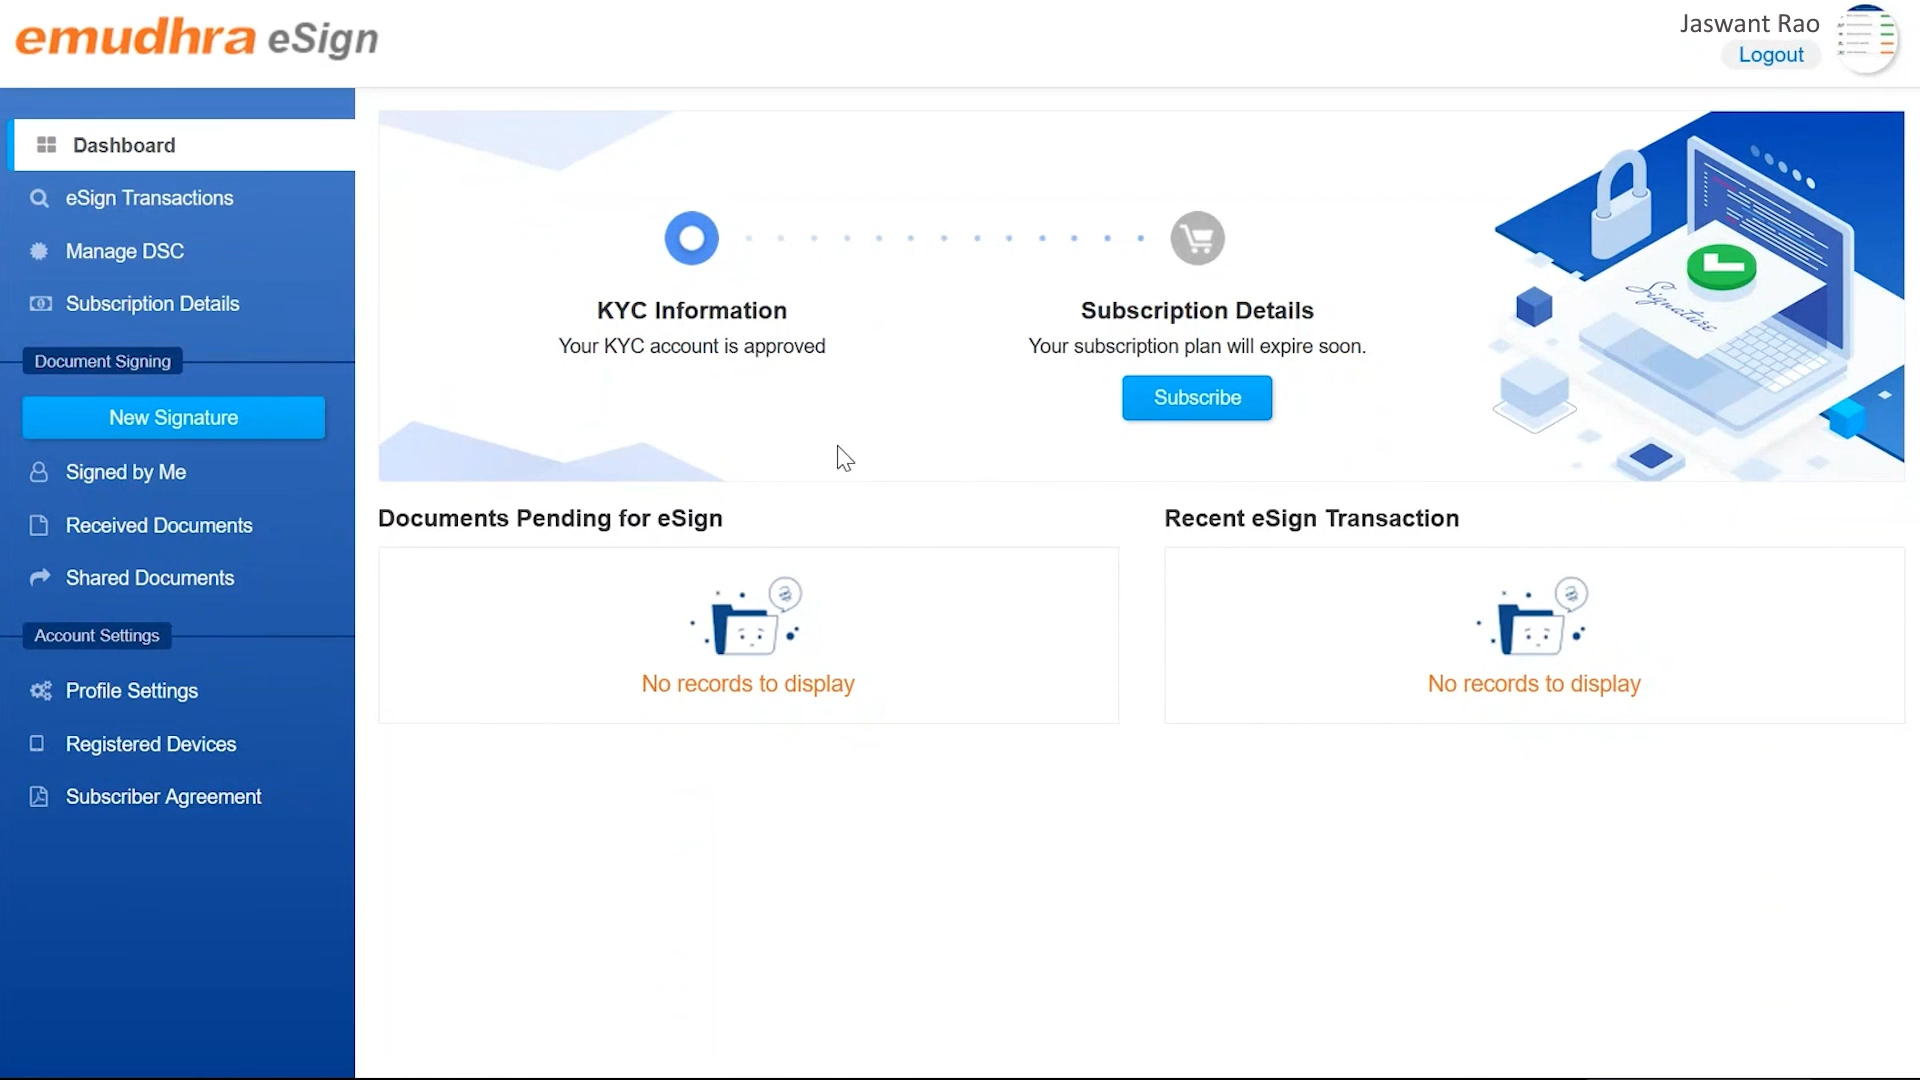 emudhra eSign
Jaswant Rao
Logout
Dashboard
eSign Transactions
Manage DSC
Subscription Details
Document Signing
New Signature
Signed by Me
Received Documents
Shared Documents
Account Settings
Profile Settings
Registered Devices
Subscriber Agreement
KYC Information
Your KYC account is approved
Subscription Details
Your subscription plan will expire soon.
Subscribe
Signature
Documents Pending for eSign
No records to display
Recent eSign Transaction
No records to display